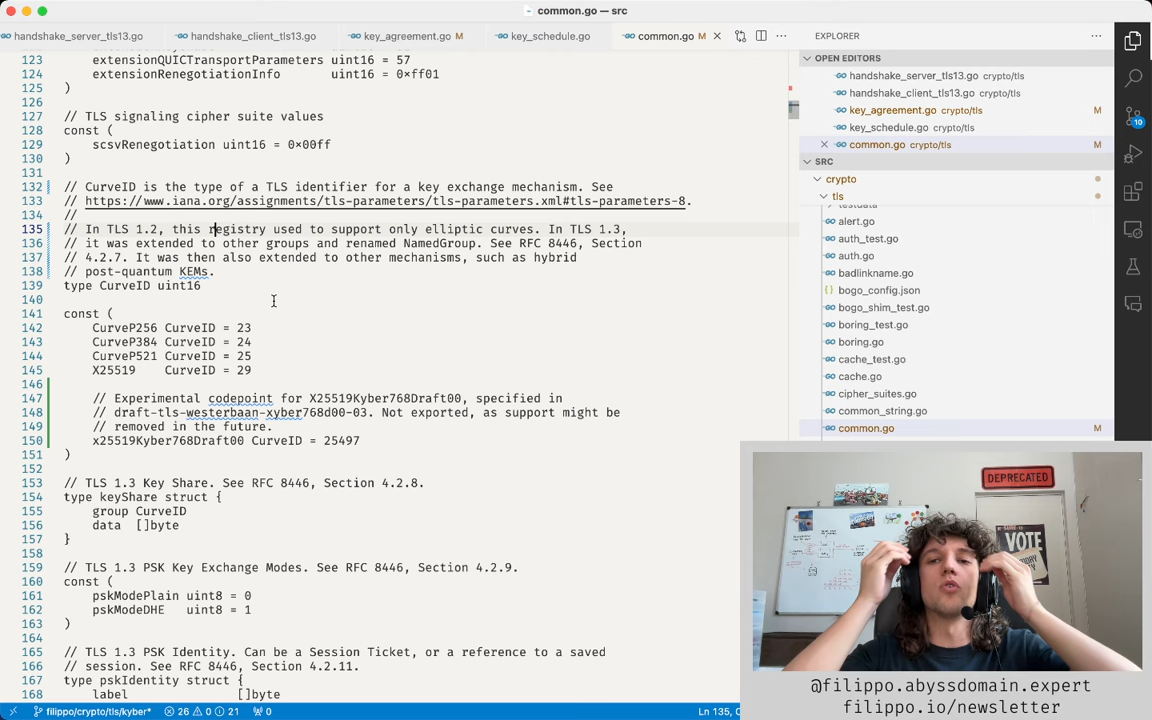 common.go — src
handshake_server_tls13.go
handshake_client_tls13.go
key_agreement.go M
key_schedule.go
common.go M
123 extensionQUICTransportParameters uint16 = 57
124 extensionRenegotiationInfo uint16 = 0xff01
125 )
126
127 // TLS signaling cipher suite values
128 const (
129 scsvRenegotiation uint16 = 0x00ff
130 )
131
132 // CurveID is the type of a TLS identifier for a key exchange mechanism. See
133 // https://www.iana.org/assignments/tls-parameters/tls-parameters.xml#tls-parameters-8.
134 //
135 // In TLS 1.2, this registry used to support only elliptic curves. In TLS 1.3,
136 // it was extended to other groups and renamed NamedGroup. See RFC 8446, Section
137 // 4.2.7. It was then also extended to other mechanisms, such as hybrid
138 // post-quantum KEMs.
139 type CurveID uint16
140
141 const (
142 CurveP256 CurveID = 23
143 CurveP384 CurveID = 24
144 CurveP521 CurveID = 25
145 X25519 CurveID = 29
146
147 // Experimental codepoint for X25519Kyber768Draft00, specified in
148 // draft-tls-westerbaan-xyber768d00-03. Not exported, as support might be
149 // removed in the future.
150 x25519Kyber768Draft00 CurveID = 25497
151 )
152
153 // TLS 1.3 Key Share. See RFC 8446, Section 4.2.8.
154 type keyShare struct {
155 group CurveID
156 data []byte
157 }
158
159 // TLS 1.3 PSK Key Exchange Modes. See RFC 8446, Section 4.2.9.
160 const (
161 pskModePlain uint8 = 0
162 pskModeDHE uint8 = 1
163 )
164
165 // TLS 1.3 PSK Identity. Can be a Session Ticket, or a reference to a saved
166 // session. See RFC 8446, Section 4.2.11.
167 type pskIdentity struct {
168 label []byte
EXPLORER
OPEN EDITORS
handshake_server_tls13.go crypto/tls
handshake_client_tls13.go crypto/tls
key_agreement.go crypto/tls M
key_schedule.go crypto/tls
common.go crypto/tls M
SRC
crypto
tls
testdata
alert.go
auth_test.go
auth.go
badlinkname.go
bogo_config.json
bogo_shim_test.go
boring_test.go
boring.go
cache_test.go
cache.go
cipher_suites.go
common_string.go
common.go M
10
DEPRECATED
VOTE
@filippo.abyssdomain.expert
filippo.io/newsletter
filippo/crypto/tls/kyber* 26 0 21 0
Ln 135, C